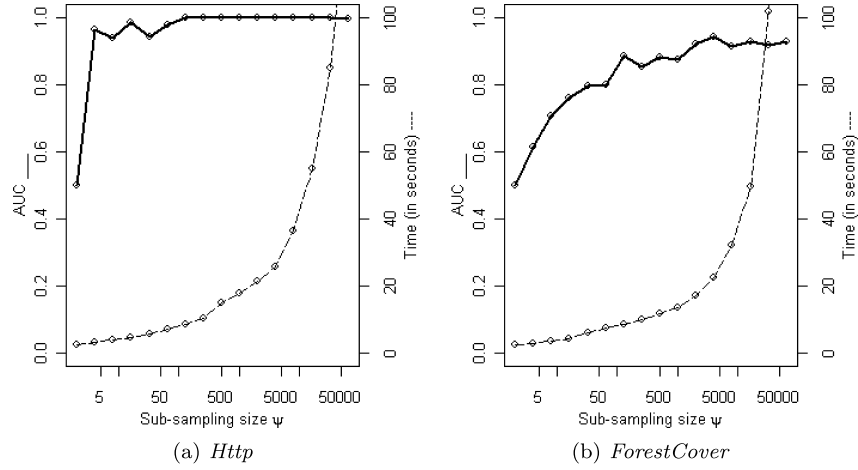 1.0
0.8
0.6
0.4
0.2
0.0
AUC ___
100
80
60
40
20
0
Time (in seconds) ----
5 50 500 5000 50000
Sub-sampling size ψ
(a) Http
1.0
0.8
0.6
0.4
0.2
0.0
AUC ___
100
80
60
40
20
0
Time (in seconds) ----
5 50 500 5000 50000
Sub-sampling size ψ
(b) ForestCover